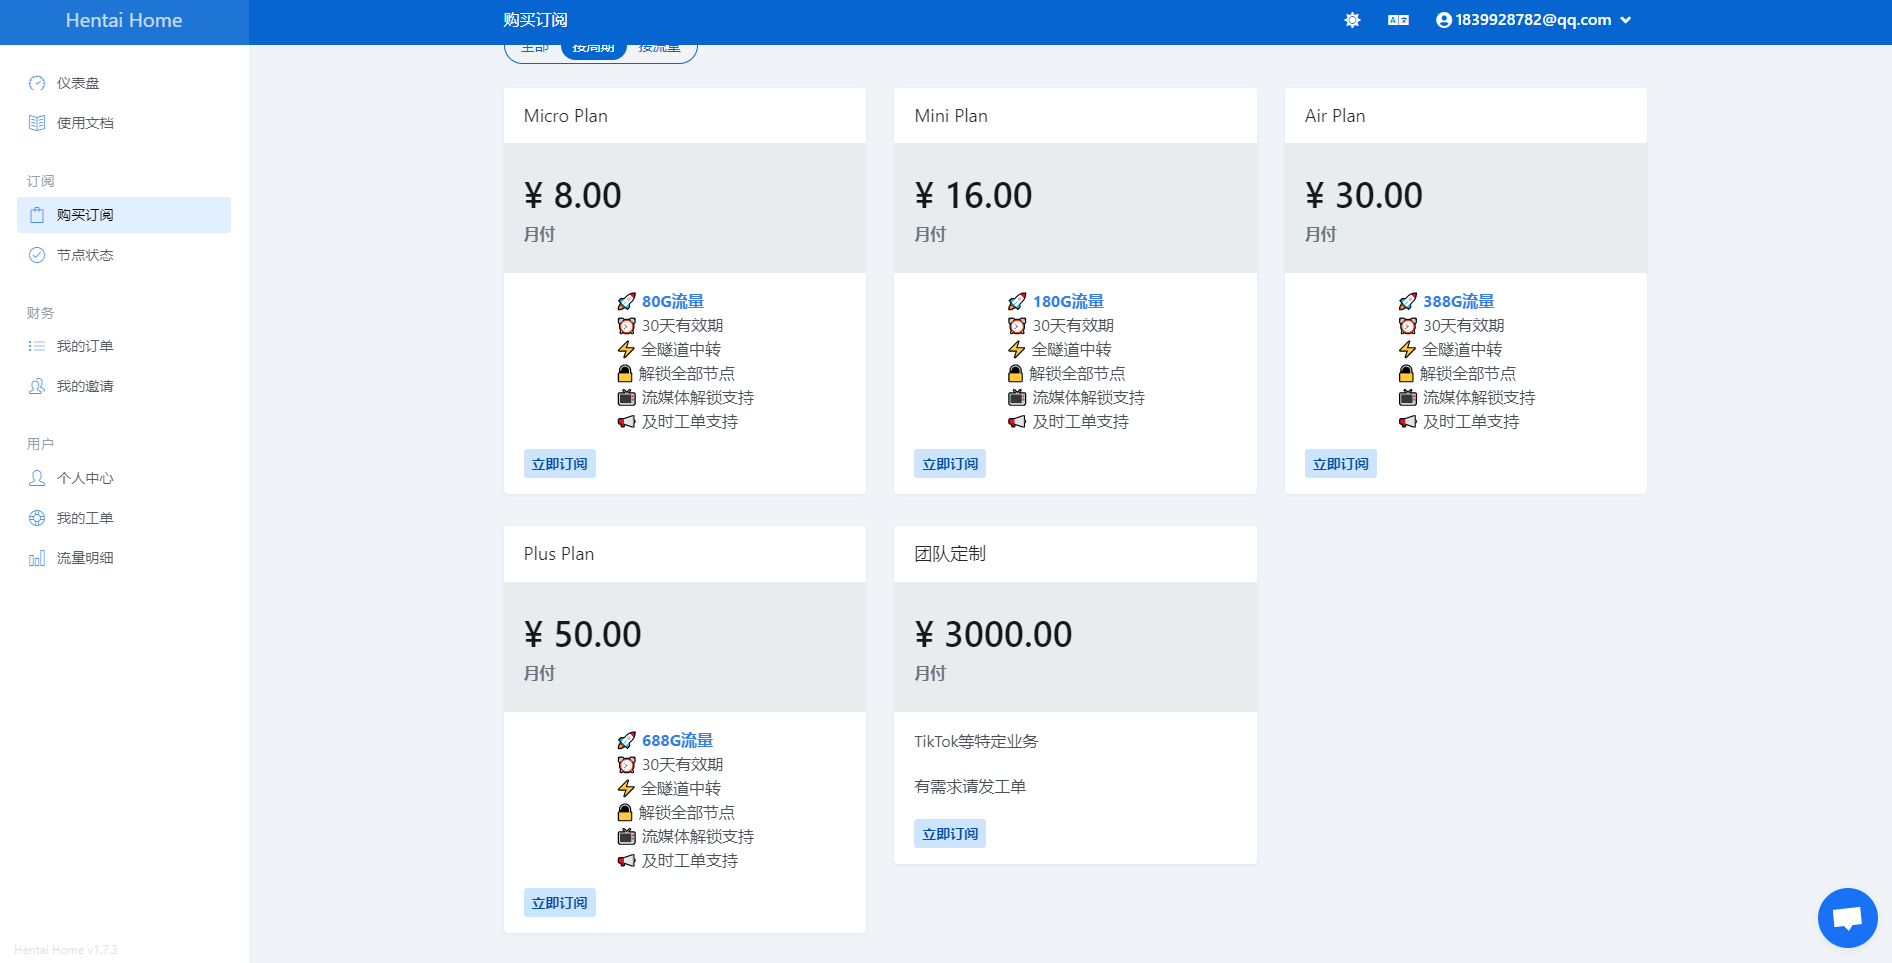 Hentai Home
购买订阅
1839928782@qq.com
全部
按周期
按流量
仪表盘
使用文档
订阅
购买订阅
节点状态
财务
我的订单
我的邀请
用户
个人中心
我的工单
流量明细
Hentai Home v1.7.3
Micro Plan
¥ 8.00
月付
80G流量
30天有效期
全隧道中转
解锁全部节点
流媒体解锁支持
及时工单支持
立即订阅
Mini Plan
¥ 16.00
月付
180G流量
30天有效期
全隧道中转
解锁全部节点
流媒体解锁支持
及时工单支持
立即订阅
Air Plan
¥ 30.00
月付
388G流量
30天有效期
全隧道中转
解锁全部节点
流媒体解锁支持
及时工单支持
立即订阅
Plus Plan
¥ 50.00
月付
688G流量
30天有效期
全隧道中转
解锁全部节点
流媒体解锁支持
及时工单支持
立即订阅
团队定制
¥ 3000.00
月付
TikTok等特定业务
有需求请发工单
立即订阅